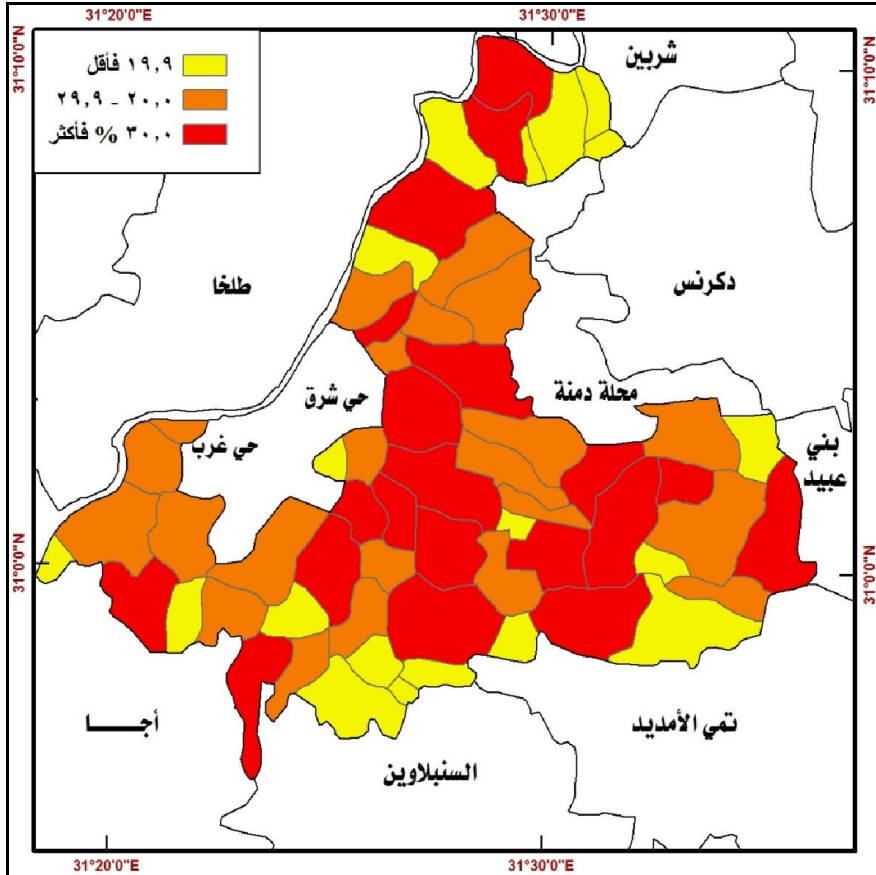 31°20'0"E
31°30'0"E
31°10'0"N
31°10'0"N
١٩,٩ فأقل
٢٠,٠ - ٢٩,٩
٣٠,٠ % فأكثر
شربين
دكرنس
طلخا
محلة دمنة
حي شرق
حي غرب
بني
عبيد
31°0'0"N
31°0'0"N
أجـــــا
تمي الأمديد
السنبلاوين
31°20'0"E
31°30'0"E